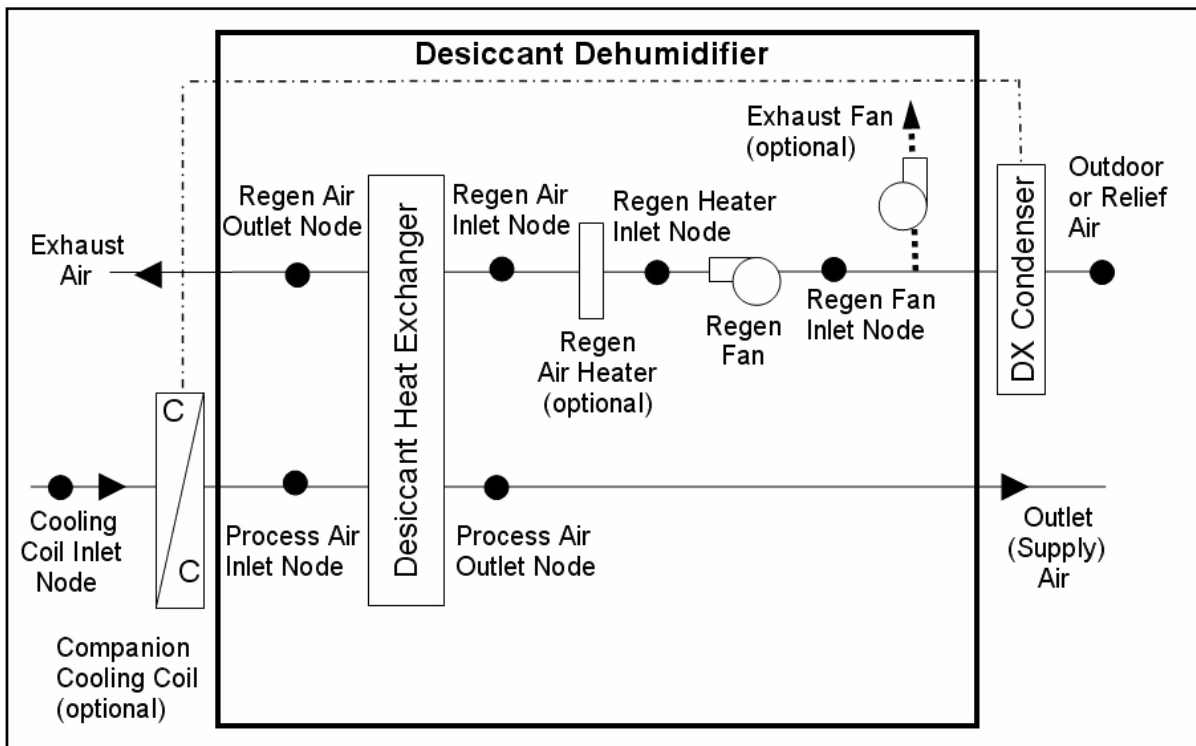 Desiccant Dehumidifier
Exhaust Fan
(optional)
Outdoor
or Relief
Air
Regen Air
Outlet Node
Regen Air
Inlet Node
Regen Heater
Inlet Node
Exhaust
Air
Regen
Air Heater
(optional)
Regen
Fan
Regen Fan
Inlet Node
DX Condenser
Desiccant Heat Exchanger
C
C
Cooling
Coil Inlet
Node
Process Air
Inlet Node
Process Air
Outlet Node
Outlet
(Supply)
Air
Companion
Cooling Coil
(optional)